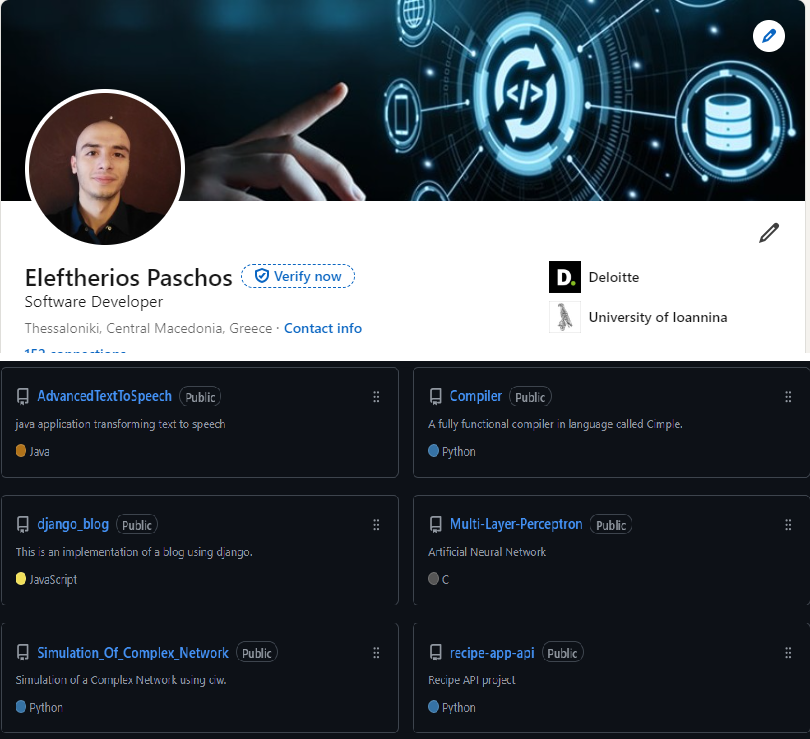 </>
Eleftherios Paschos
Verify now
Software Developer
Thessaloniki, Central Macedonia, Greece · Contact info
D.
Deloitte
University of Ioannina
AdvancedTextToSpeech Public
java application transforming text to speech
Java
Compiler Public
A fully functional compiler in language called Cimple.
Python
django_blog Public
This is an implementation of a blog using django.
JavaScript
Multi-Layer-Perceptron Public
Artificial Neural Network
C
Simulation_Of_Complex_Network Public
Simulation of a Complex Network using ciw.
Python
recipe-app-api Public
Recipe API project
Python